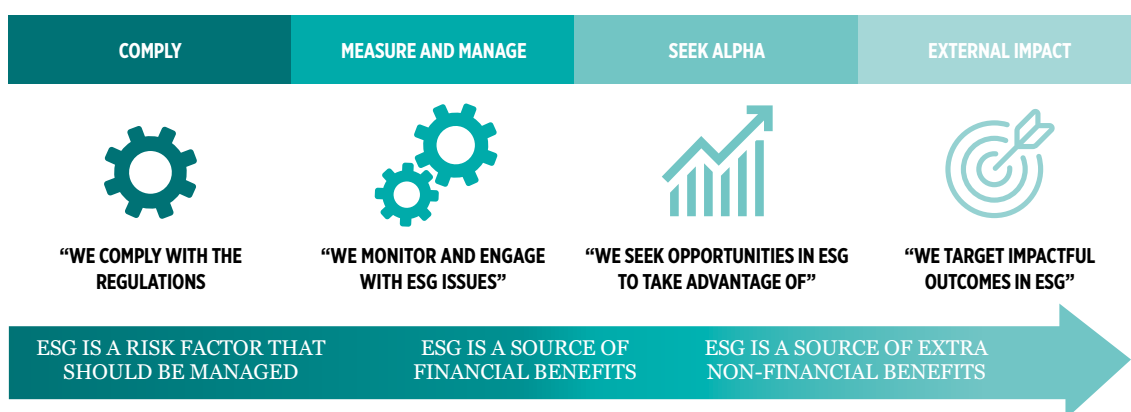 COMPLY
MEASURE AND MANAGE
SEEK ALPHA
EXTERNAL IMPACT
“WE COMPLY WITH THE
REGULATIONS
“WE MONITOR AND ENGAGE
WITH ESG ISSUES”
“WE SEEK OPPORTUNITIES IN ESG
TO TAKE ADVANTAGE OF”
“WE TARGET IMPACTFUL
OUTCOMES IN ESG”
ESG IS A RISK FACTOR THAT
SHOULD BE MANAGED
ESG IS A SOURCE OF
FINANCIAL BENEFITS
ESG IS A SOURCE OF EXTRA
NON-FINANCIAL BENEFITS